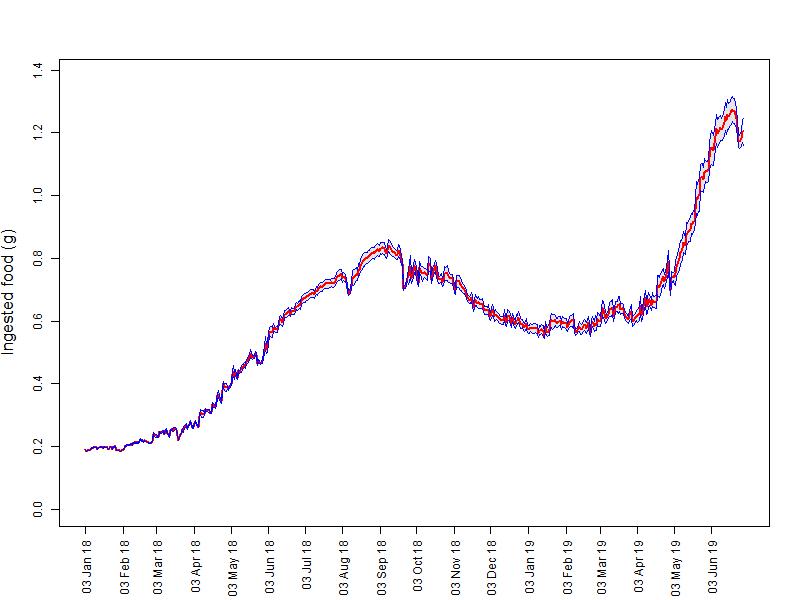 Ingested food (g)
1.4
1.2
1.0
0.8
0.6
0.4
0.2
0.0
03 Jan 18
03 Feb 18
03 Mar 18
03 Apr 18
03 May 18
03 Jun 18
03 Jul 18
03 Aug 18
03 Sep 18
03 Oct 18
03 Nov 18
03 Dec 18
03 Jan 19
03 Feb 19
03 Mar 19
03 Apr 19
03 May 19
03 Jun 19